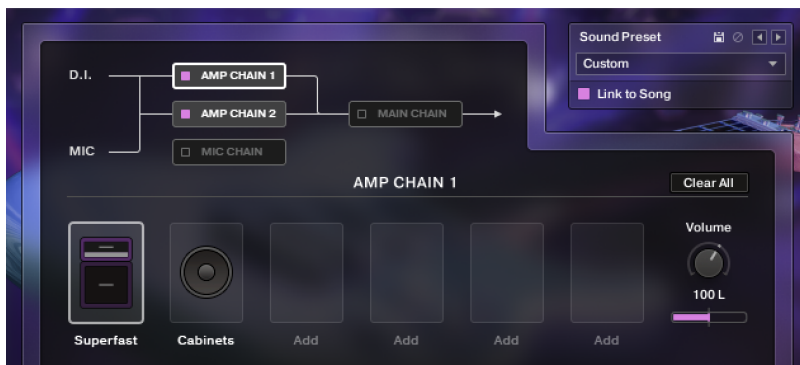 Sound Preset
Custom
Link to Song
D.I.
AMP CHAIN 1
AMP CHAIN 2
MAIN CHAIN
MIC
MIC CHAIN
AMP CHAIN 1
Clear All
Volume
100 L
Superfast
Cabinets
Add
Add
Add
Add